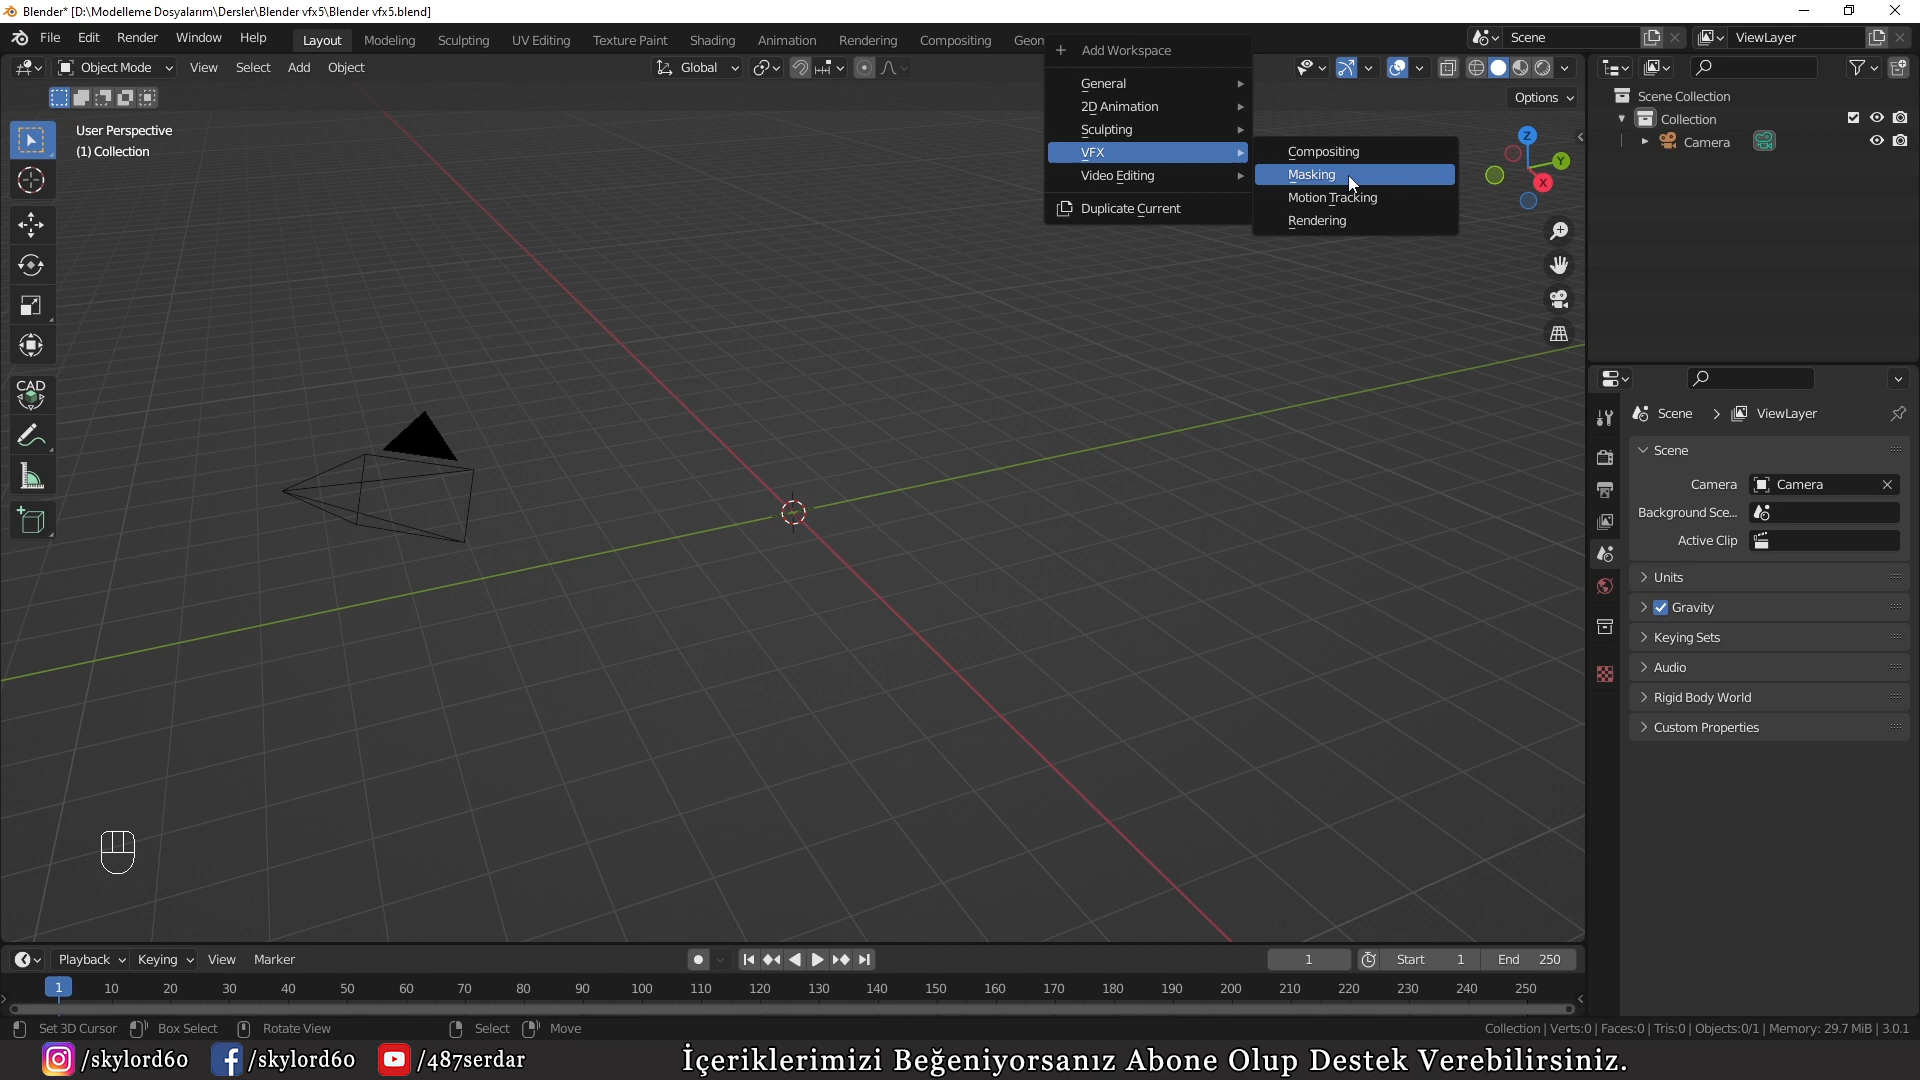 Blender* [D:\Modelleme Dosyalarım\Dersler\Blender vfx5\Blender vfx5.blend]
File Edit Render Window Help Layout Modeling Sculpting UV Editing Texture Paint Shading Animation Rendering Compositing Geon
Scene
ViewLayer
Object Mode View Select Add Object
Global
Options
User Perspective
(1) Collection
CAD
Add Workspace
General
2D Animation
Sculpting
VFX
Video Editing
Duplicate Current
Compositing
Masking
Motion Tracking
Rendering
Z
Y
X
Scene Collection
Collection
Camera
Scene > ViewLayer
Scene
Camera Camera
Background Sce...
Active Clip
Units
Gravity
Keying Sets
Audio
Rigid Body World
Custom Properties
Playback Keying View Marker
1 Start 1 End 250
1 10 20 30 40 50 60 70 80 90 100 110 120 130 140 150 160 170 180 190 200 210 220 230 240 250
Set 3D Cursor Box Select Rotate View Select Move
Collection | Verts:0 | Faces:0 | Tris:0 | Objects:0/1 | Memory: 29.7 MiB | 3.0.1
/skylord60 /skylord60 /487serdar İçeriklerimizi Beğeniyorsanız Abone Olup Destek Verebilirsiniz.